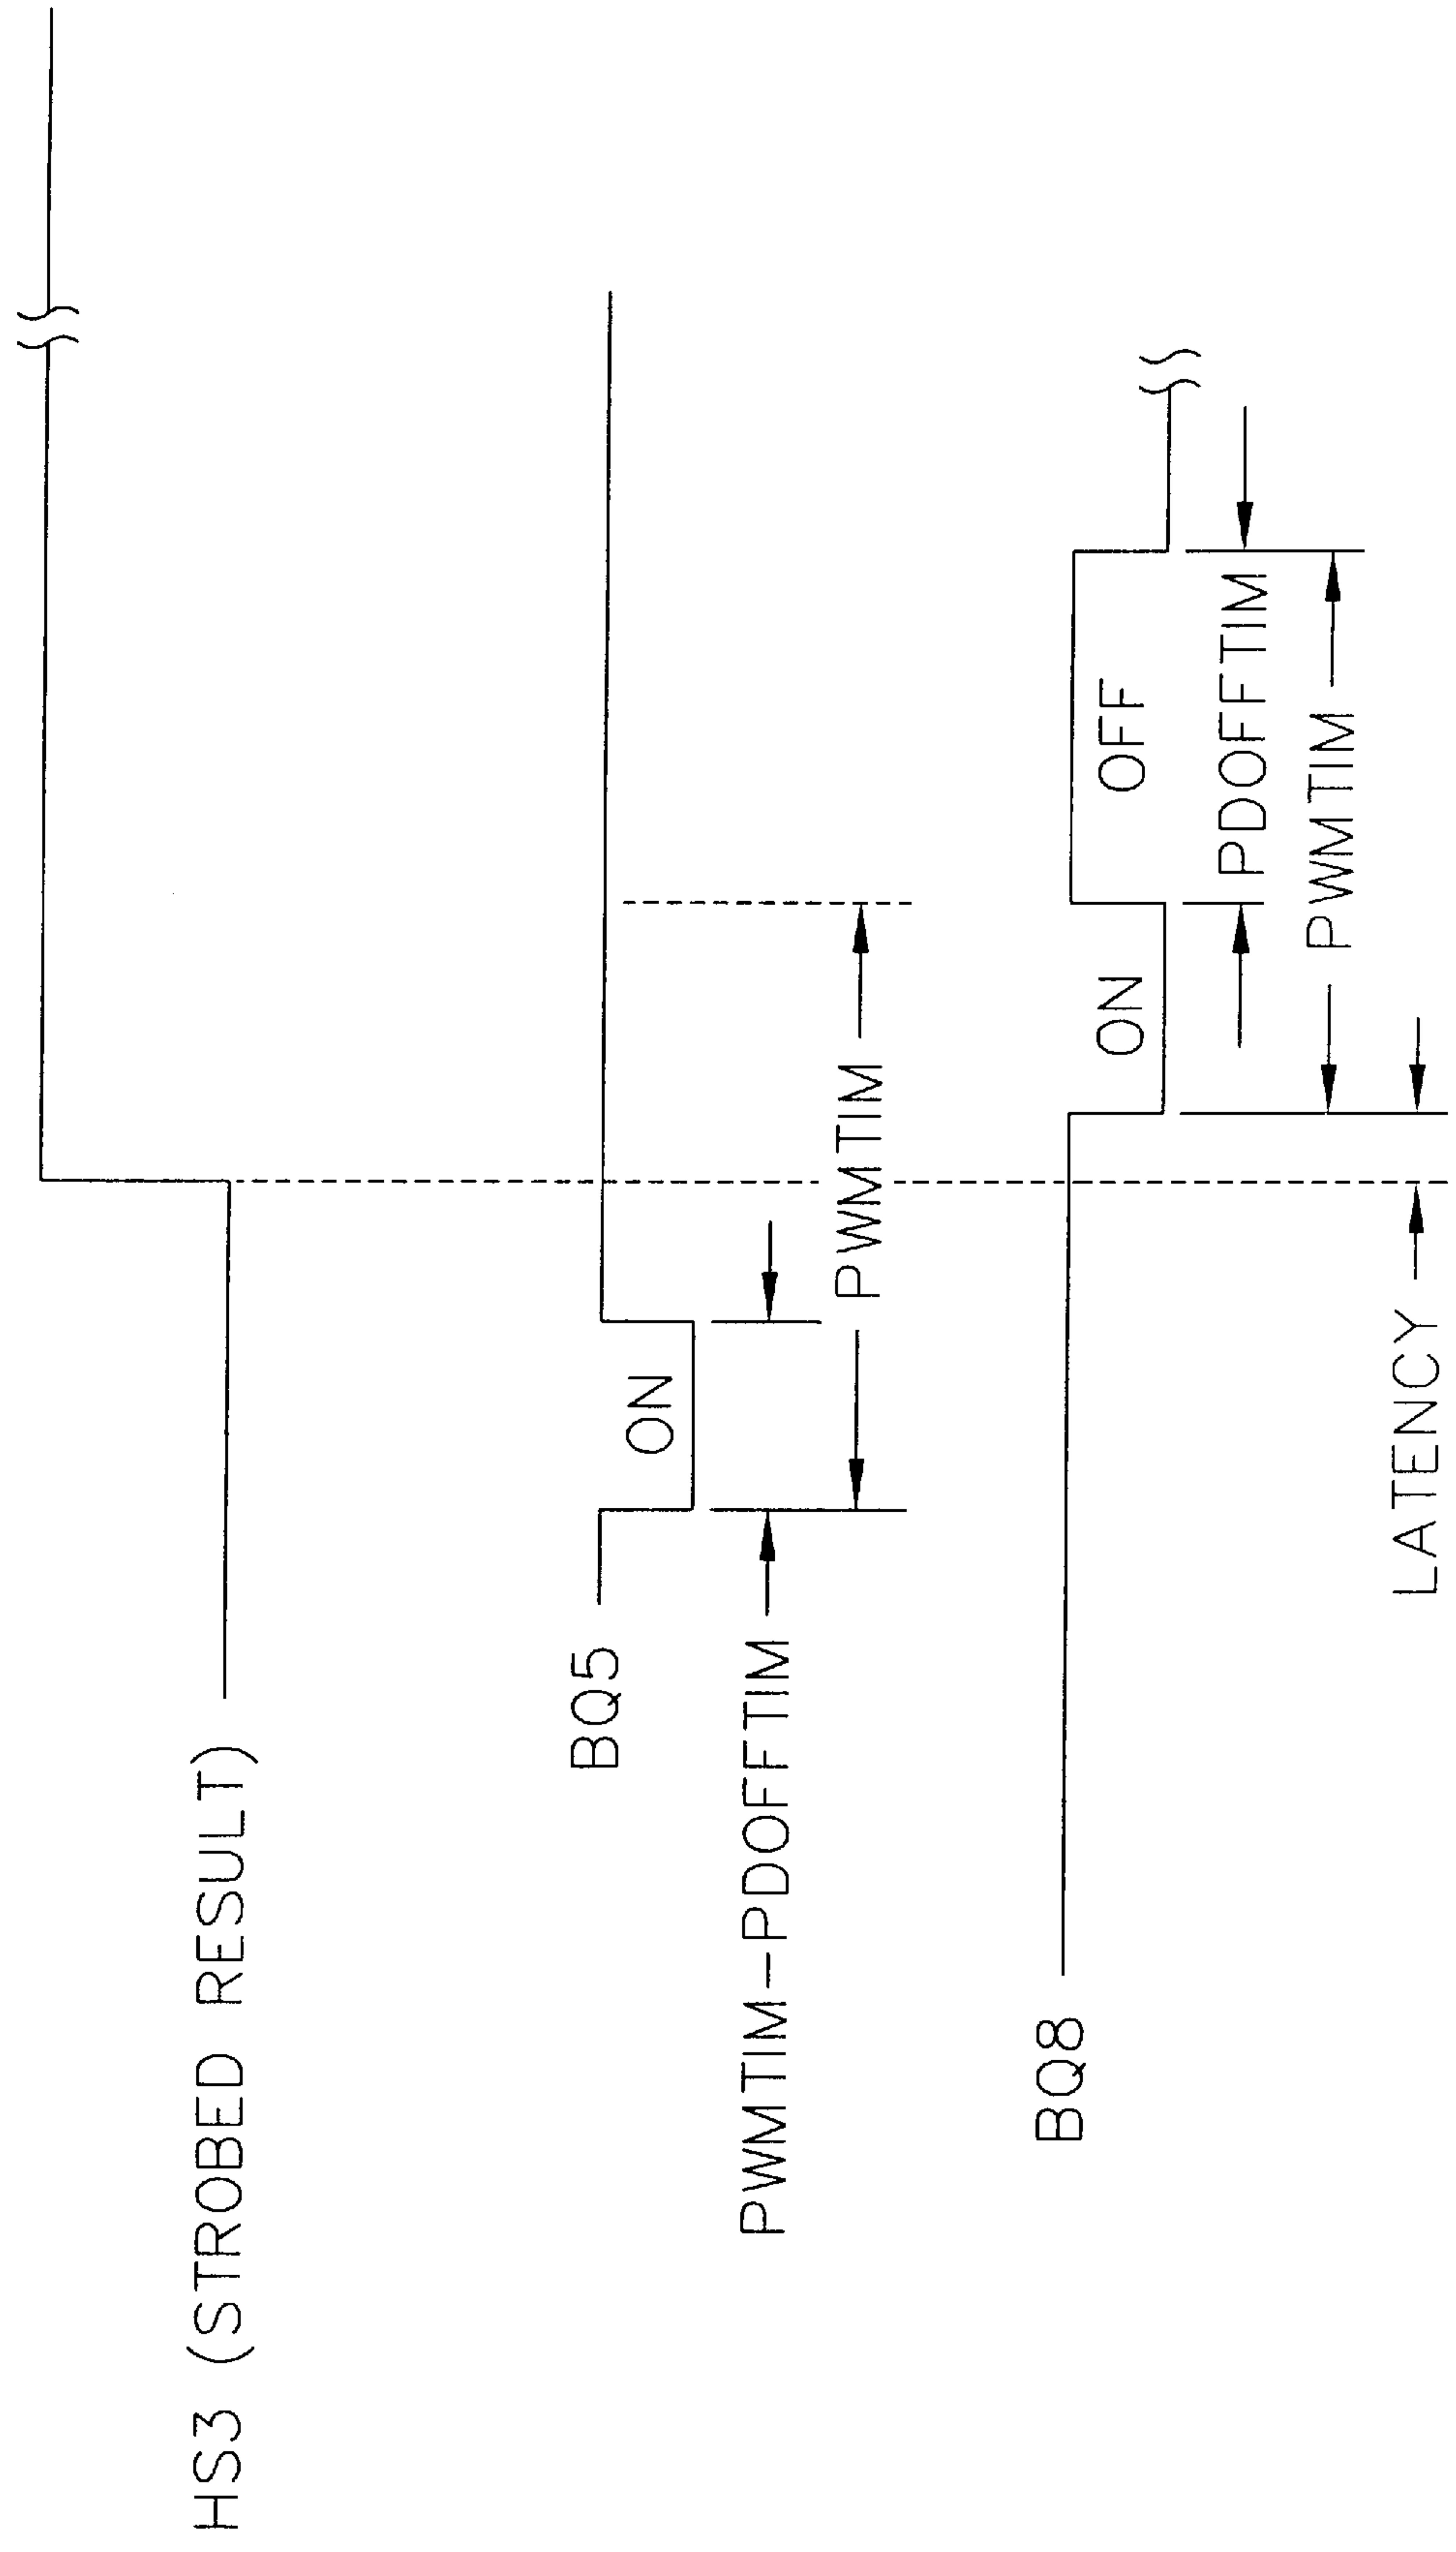 HS3 (STROBED RESULT)
BQ5
ON
PWMTIM-PDOFFTIM
PWMTIM
BQ8
ON
OFF
PDOFFTIM
PWMTIM
LATENCY